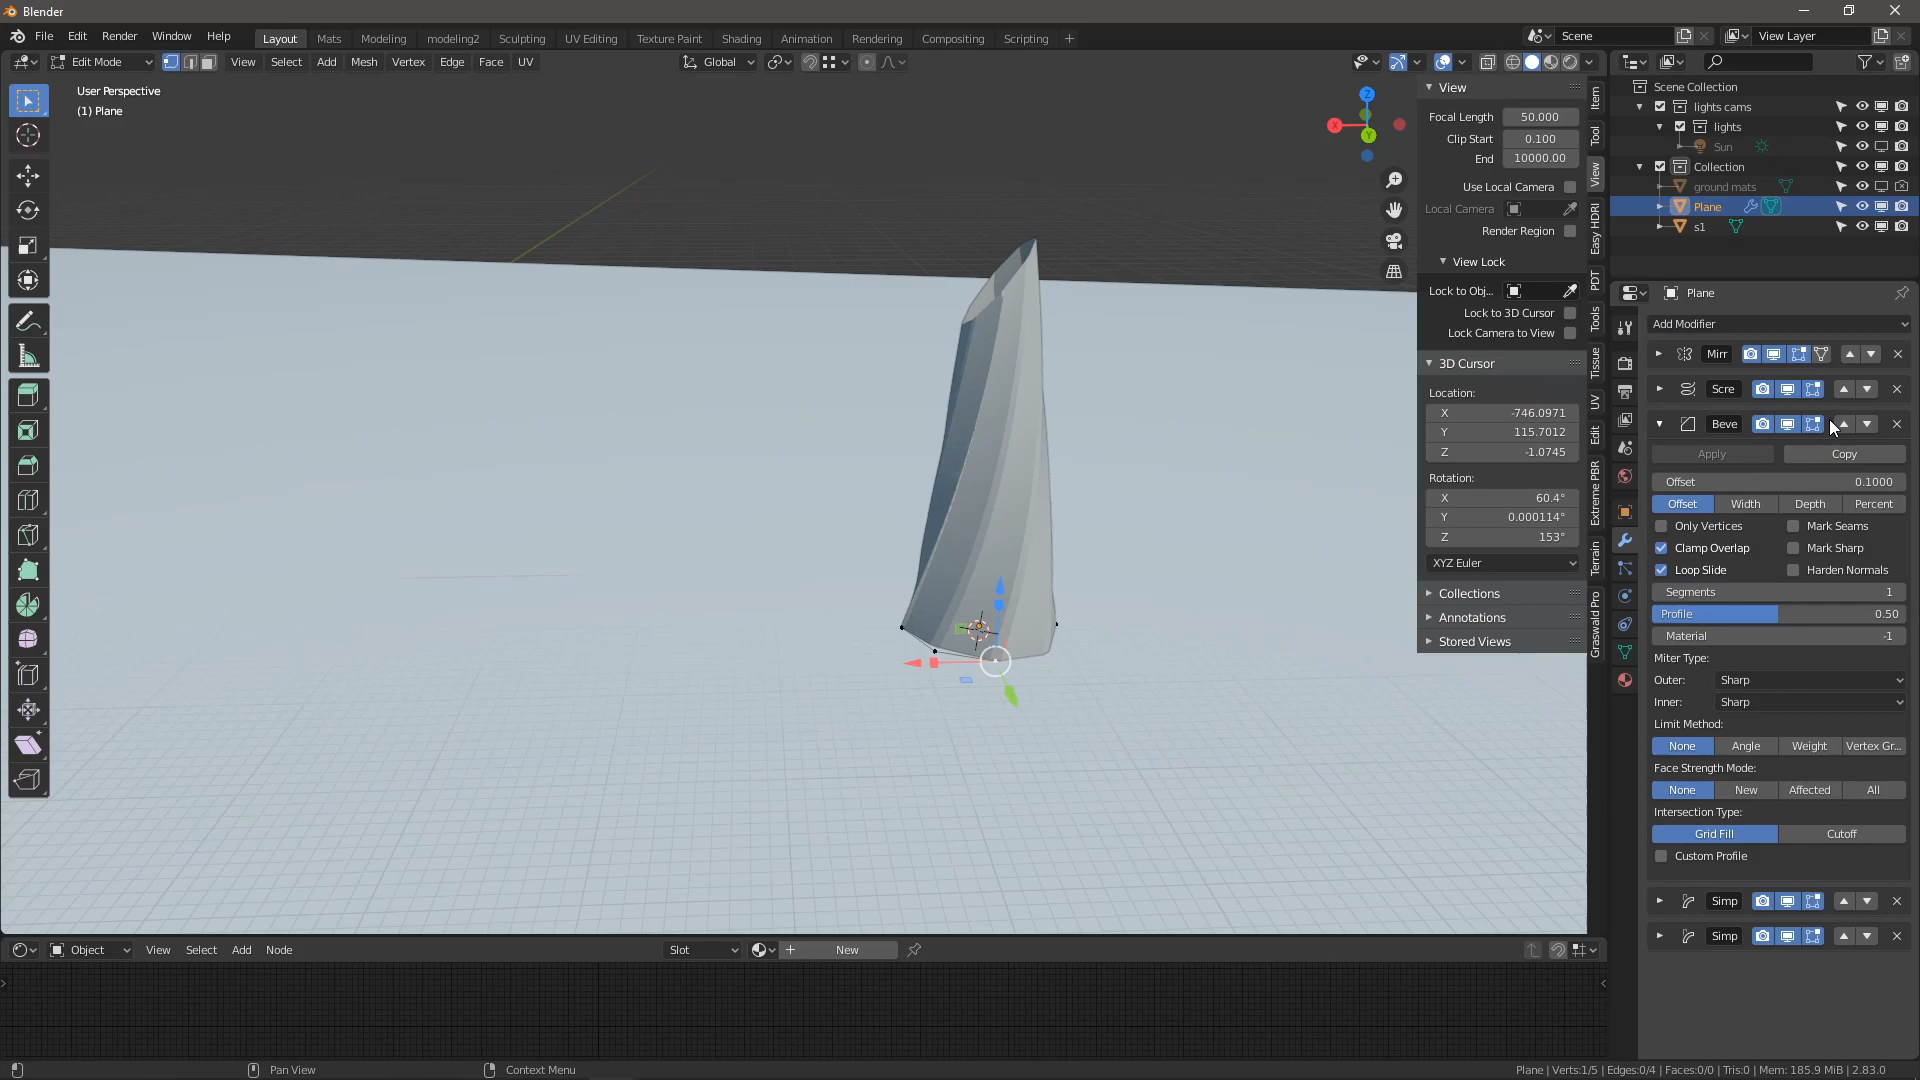 Blender
File Edit Render Window Help Layout Mats Modeling modeling2 Sculpting UV Editing Texture Paint Shading Animation Rendering Compositing Scripting + Scene View Layer
Edit Mode View Select Add Mesh Vertex Edge Face UV Global
User Perspective
(1) Plane
X
Y
Z
View
Focal Length 50.000
Clip Start 0.100
End 10000.00
Use Local Camera
Local Camera
Render Region
View Lock
Lock to Obj...
Lock to 3D Cursor
Lock Camera to View
3D Cursor
Location:
X -746.0971
Y 115.7012
Z -1.0745
Rotation:
X 60.4°
Y 0.000114°
Z 153°
XYZ Euler
Collections
Annotations
Stored Views
Item
Tool
View
Easy HDRI
PDT
Tools
Tissue
UV
Edit
Extreme PBR
Terrain
Graswald Pro
Scene Collection
lights cams
lights
Sun
Collection
ground mats
Plane
s1
Plane
Add Modifier
Mirr
Scre
Beve
Apply Copy
Offset 0.1000
Offset Width Depth Percent
Only Vertices Mark Seams
Clamp Overlap Mark Sharp
Loop Slide Harden Normals
Segments 1
Profile 0.50
Material -1
Miter Type:
Outer: Sharp
Inner: Sharp
Limit Method:
None Angle Weight Vertex Gr...
Face Strength Mode:
None New Affected All
Intersection Type:
Grid Fill Cutoff
Custom Profile
Simp
Simp
Object View Select Add Node Slot + New
Pan View Context Menu Plane | Verts:1/5 | Edges:0/4 | Faces:0/0 | Tris:0 | Mem: 185.9 MiB | 2.83.0